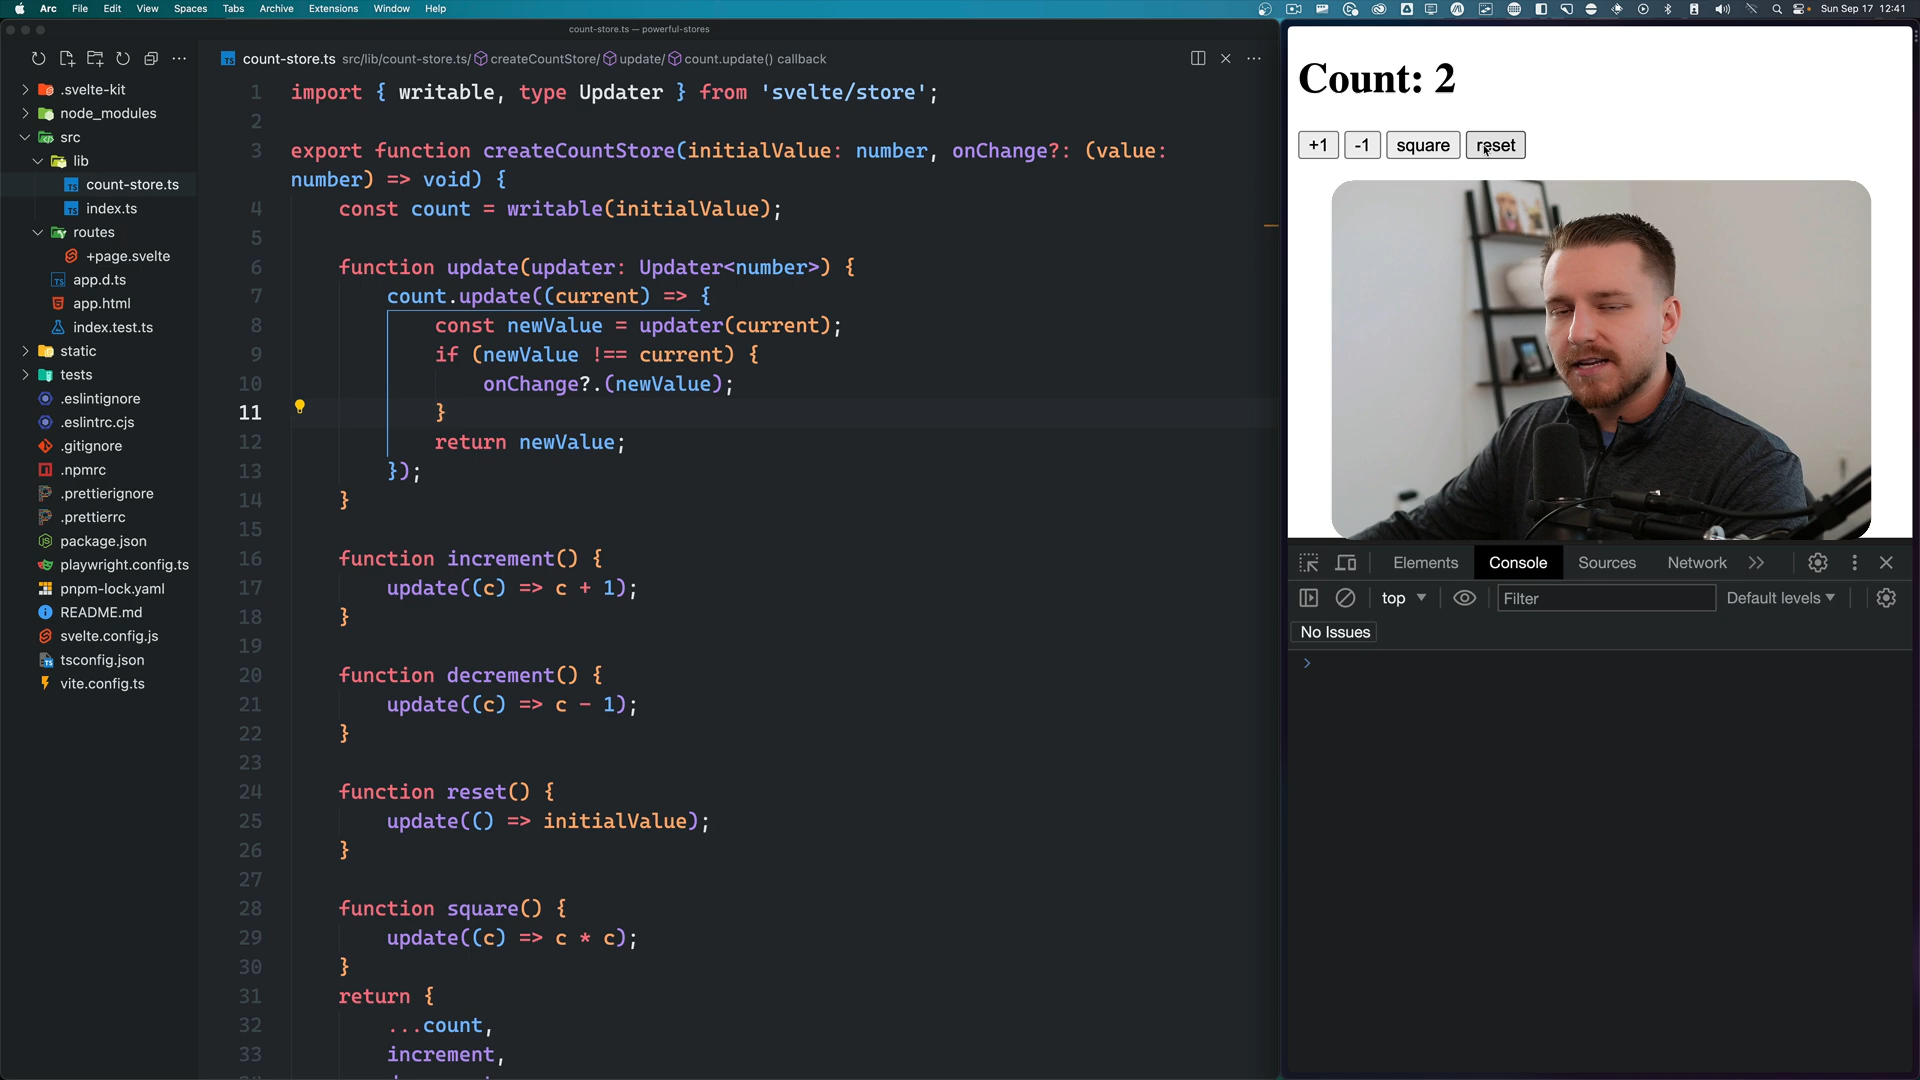 Arc File Edit View Spaces Tabs Archive Extensions Window Help
Sun Sep 17 12:41
count-store.ts — powerful-stores
count-store.ts src/lib/count-store.ts/ createCountStore/ update/ count.update() callback
.svelte-kit
node_modules
src
lib
count-store.ts
index.ts
routes
+page.svelte
app.d.ts
app.html
index.test.ts
static
tests
.eslintignore
.eslintrc.cjs
.gitignore
.npmrc
.prettierignore
.prettierrc
package.json
playwright.config.ts
pnpm-lock.yaml
README.md
svelte.config.js
tsconfig.json
vite.config.ts
1 import { writable, type Updater } from 'svelte/store';
2
3 export function createCountStore(initialValue: number, onChange?: (value:
number) => void) {
4 const count = writable(initialValue);
5
6 function update(updater: Updater<number>) {
7 count.update((current) => {
8 const newValue = updater(current);
9 if (newValue !== current) {
10 onChange?.(newValue);
11 }
12 return newValue;
13 });
14 }
15
16 function increment() {
17 update((c) => c + 1);
18 }
19
20 function decrement() {
21 update((c) => c - 1);
22 }
23
24 function reset() {
25 update(() => initialValue);
26 }
27
28 function square() {
29 update((c) => c * c);
30 }
31 return {
32 ...count,
33 increment,
Count: 2
+1 -1 square reset
Elements Console Sources Network
top Filter Default levels
No Issues